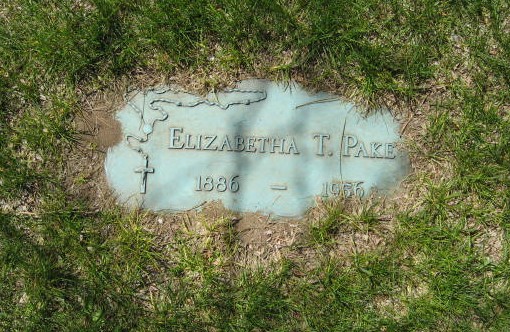 Elizabetha T. Pake
1886 – 1966